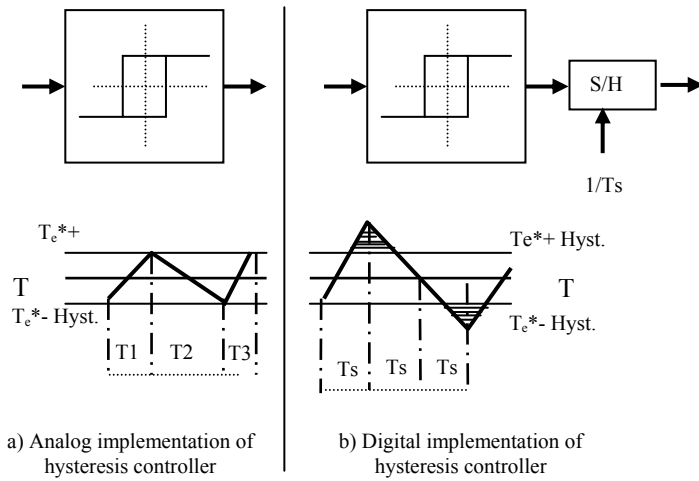 S/H
1/Ts
Te*+
T
Te*- Hyst.
T1
T2
T3
Te*+ Hyst.
T
Te*- Hyst.
Ts
Ts
Ts
a) Analog implementation of
hysteresis controller
b) Digital implementation of
hysteresis controller